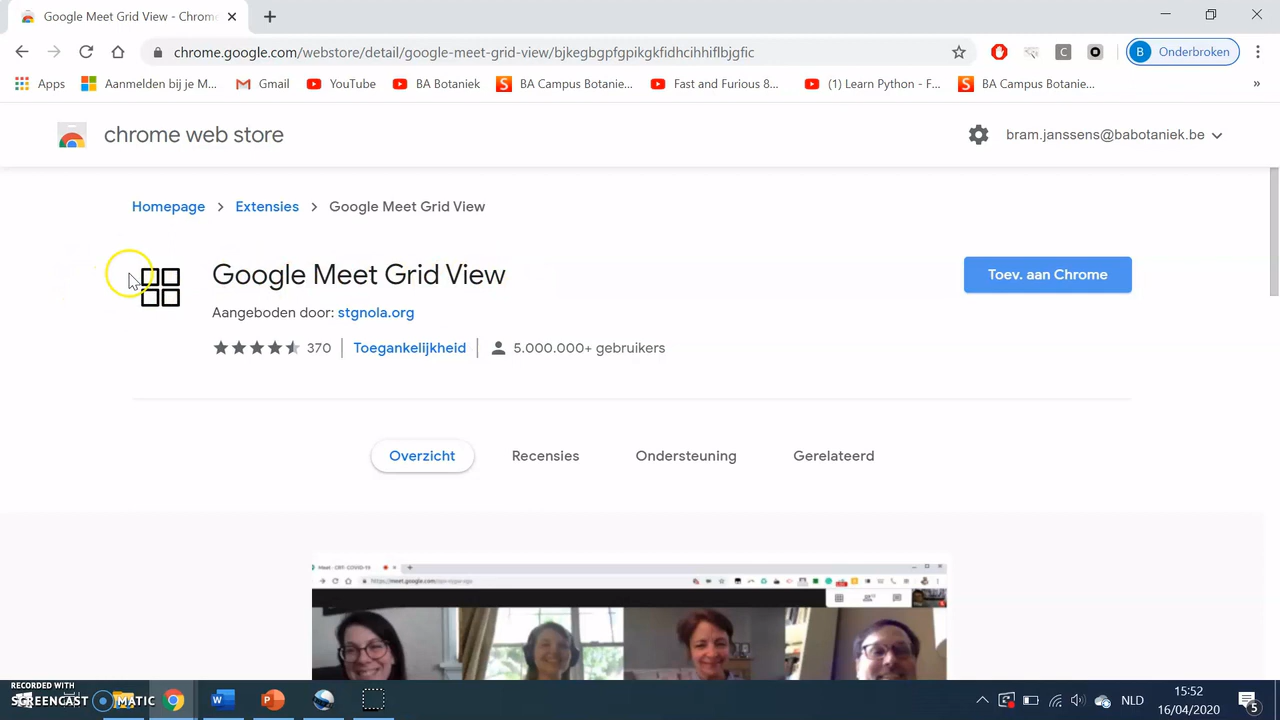 Google Meet Grid View - Chrom
chrome.google.com/webstore/detail/google-meet-grid-view/bjkegbgpfgpikgkfidhcihhiflbjgfic
B Onderbroken
Apps Aanmelden bij je M... Gmail YouTube BA Botaniek BA Campus Botanie... Fast and Furious 8... (1) Learn Python - F... BA Campus Botanie... »
chrome web store
bram.janssens@babotaniek.be
Homepage > Extensies > Google Meet Grid View
Google Meet Grid View
Toev. aan Chrome
Aangeboden door: stgnola.org
370 | Toegankelijkheid | 5.000.000+ gebruikers
Overzicht Recensies Ondersteuning Gerelateerd
RECORDED WITH
SCREENCAST MATIC
NLD
15:52
16/04/2020
5